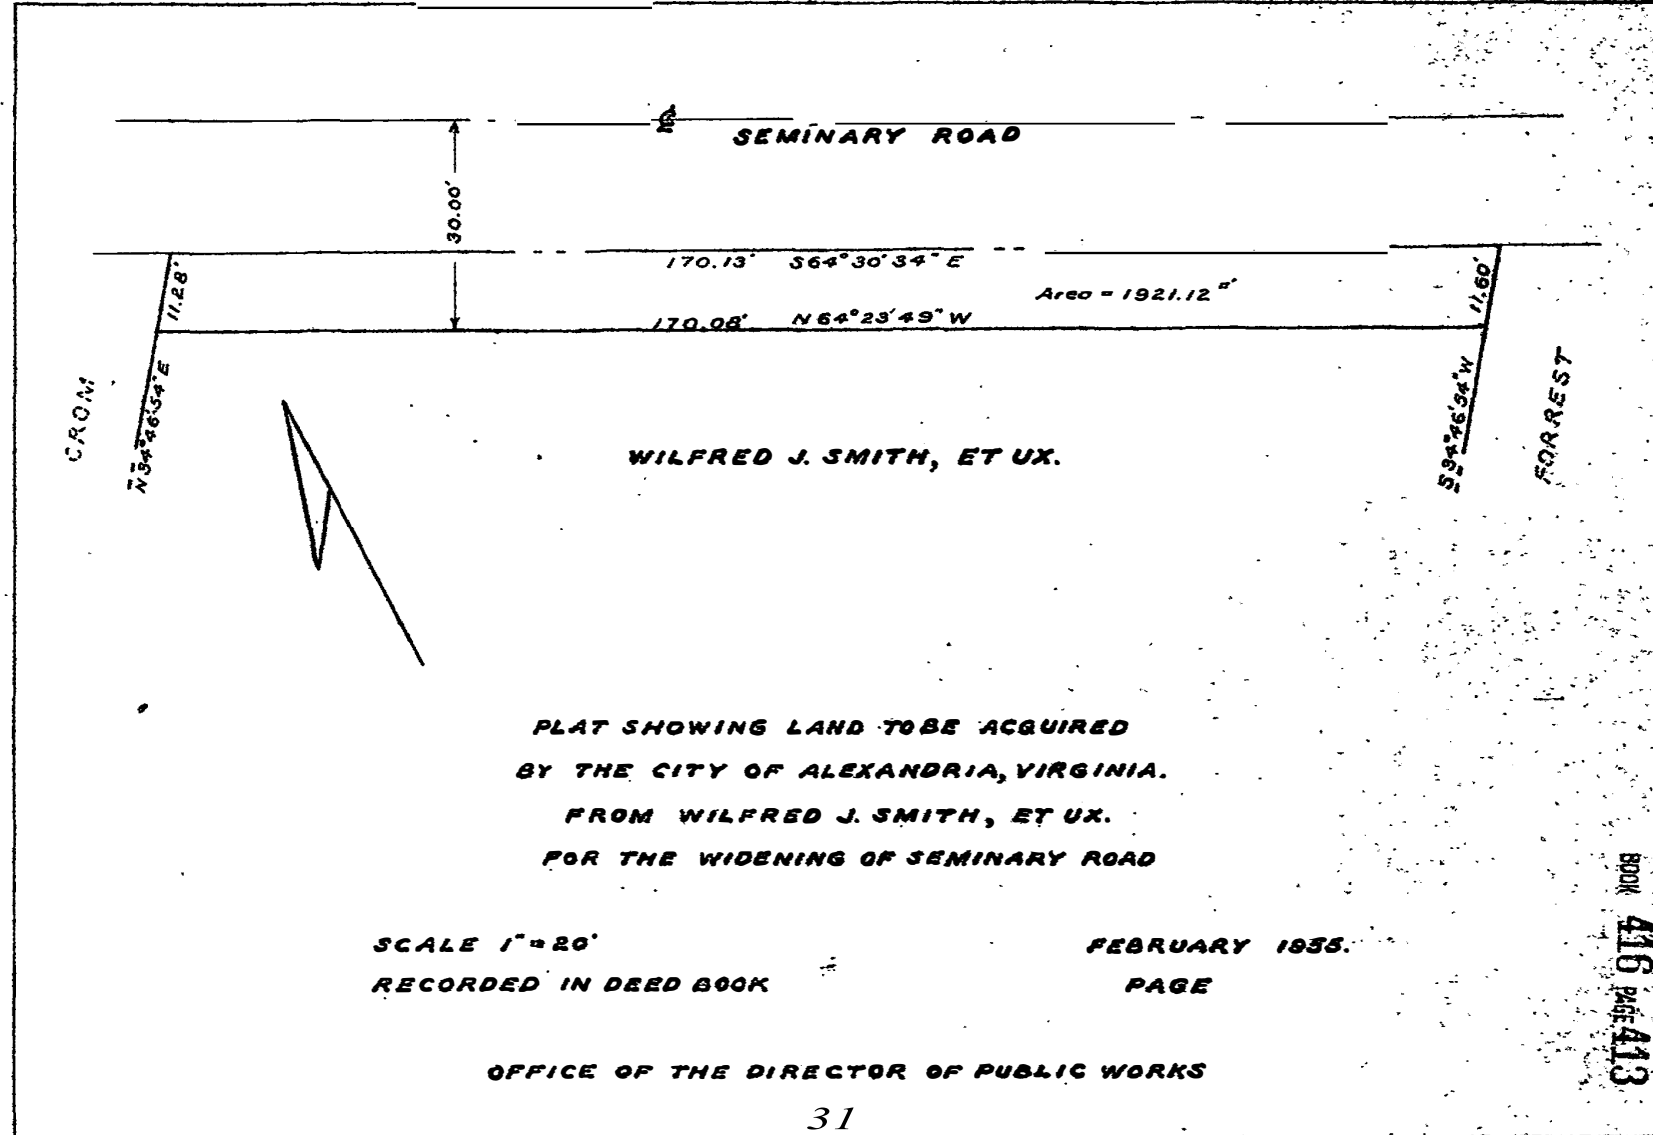 ℄
SEMINARY ROAD
30.00'
170.13' S64°30'34"E
11.28'
11.60'
Area = 1921.12 □'
170.08' N64°23'49"W
CROM
N34°46'54"E
S34°46'54"W
FORREST
WILFRED J. SMITH, ET UX.
PLAT SHOWING LAND TO BE ACQUIRED
BY THE CITY OF ALEXANDRIA, VIRGINIA.
FROM WILFRED J. SMITH, ET UX.
FOR THE WIDENING OF SEMINARY ROAD
SCALE 1"=20'
FEBRUARY 1955.
RECORDED IN DEED BOOK
PAGE
OFFICE OF THE DIRECTOR OF PUBLIC WORKS
31
BOOK 416 PAGE 413